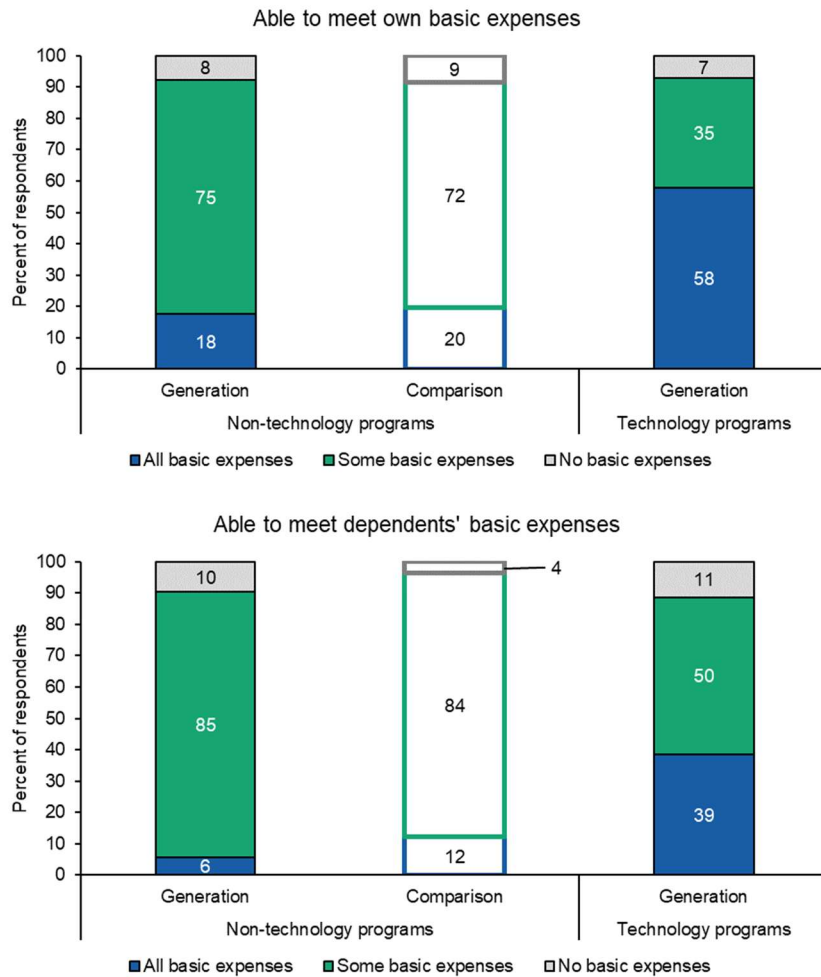 Able to meet own basic expenses
Percent of respondents
100
90
80
70
60
50
40
30
20
10
0
8
75
18
9
72
20
7
35
58
Generation
Comparison
Generation
Non-technology programs
Technology programs
All basic expenses
Some basic expenses
No basic expenses
Able to meet dependents' basic expenses
Percent of respondents
100
90
80
70
60
50
40
30
20
10
0
10
85
6
4
84
12
11
50
39
Generation
Comparison
Generation
Non-technology programs
Technology programs
All basic expenses
Some basic expenses
No basic expenses